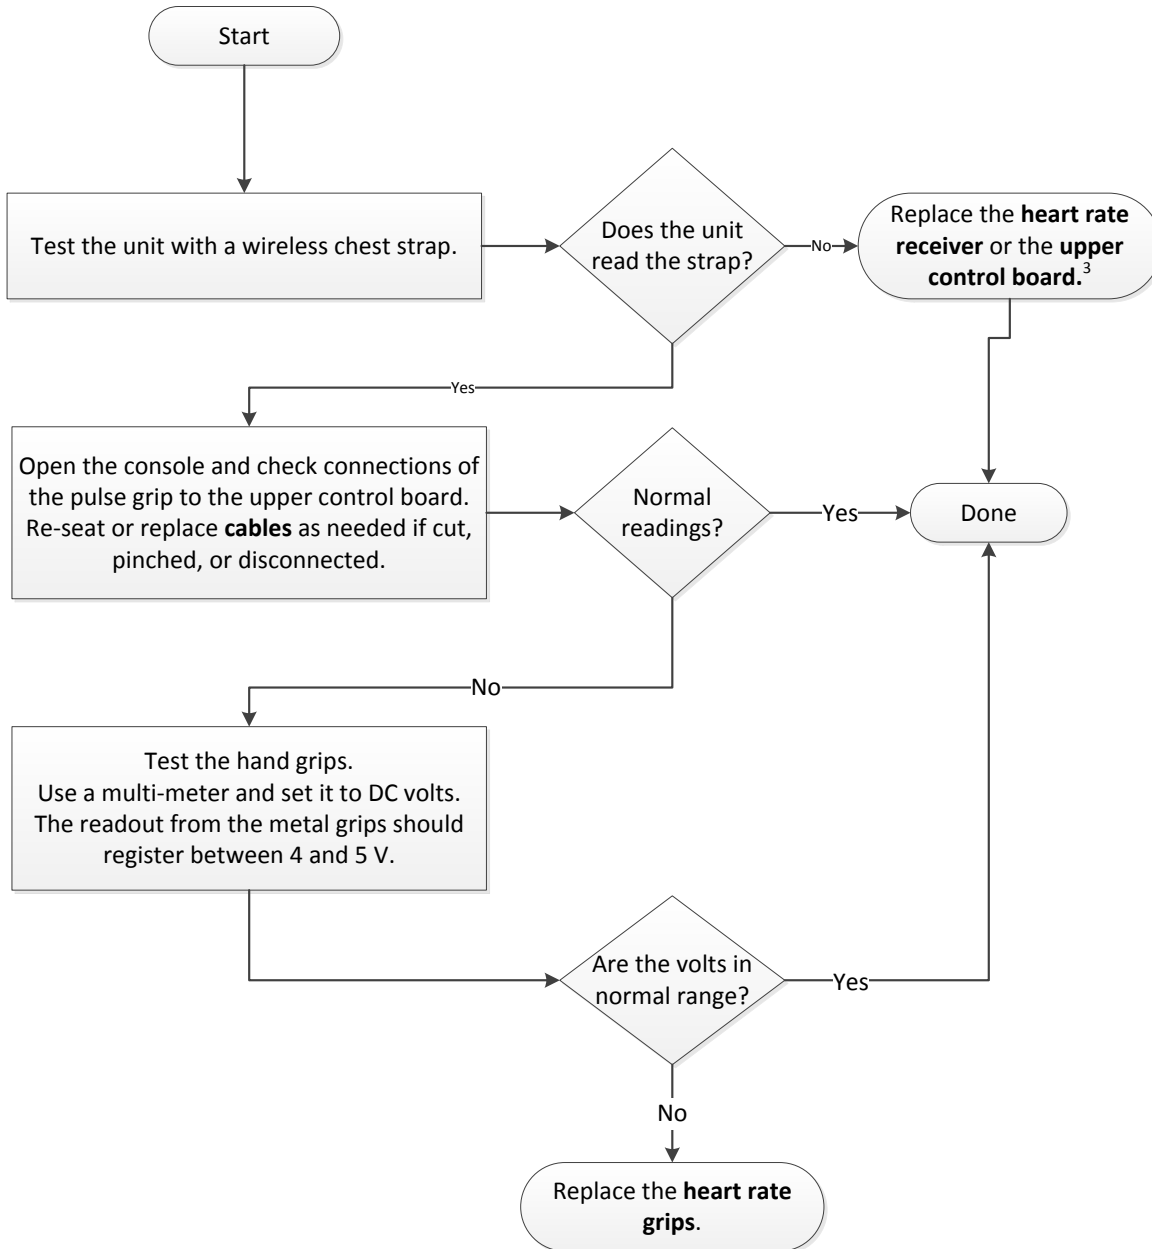 Start
Test the unit with a wireless chest strap.
Does the unit
read the strap?
No
Replace the heart rate
receiver or the upper
control board.3
Yes
Open the console and check connections of
the pulse grip to the upper control board.
Re-seat or replace cables as needed if cut,
pinched, or disconnected.
Normal
readings?
Yes
Done
No
Test the hand grips.
Use a multi-meter and set it to DC volts.
The readout from the metal grips should
register between 4 and 5 V.
Are the volts in
normal range?
Yes
No
Replace the heart rate
grips.